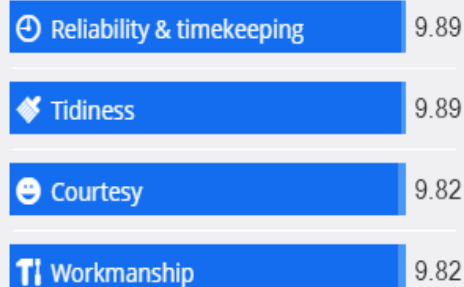 Reliability & timekeeping 9.89
Tidiness 9.89
Courtesy 9.82
Workmanship 9.82